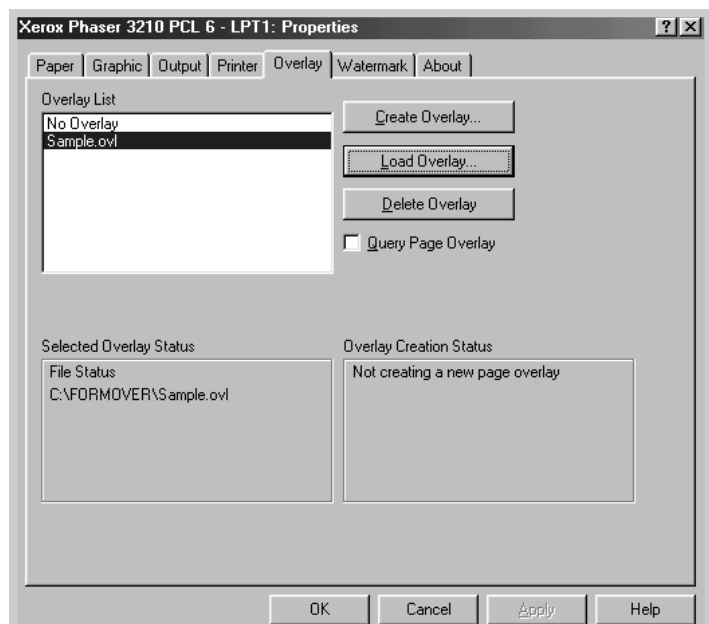 Xerox Phaser 3210 PCL 6 - LPT1: Properties
Paper Graphic Output Printer Overlay Watermark About
Overlay List
No Overlay
Sample.ovl
Create Overlay...
Load Overlay...
Delete Overlay
Query Page Overlay
Selected Overlay Status
File Status
C:\FORMOVER\Sample.ovl
Overlay Creation Status
Not creating a new page overlay
OK Cancel Apply Help